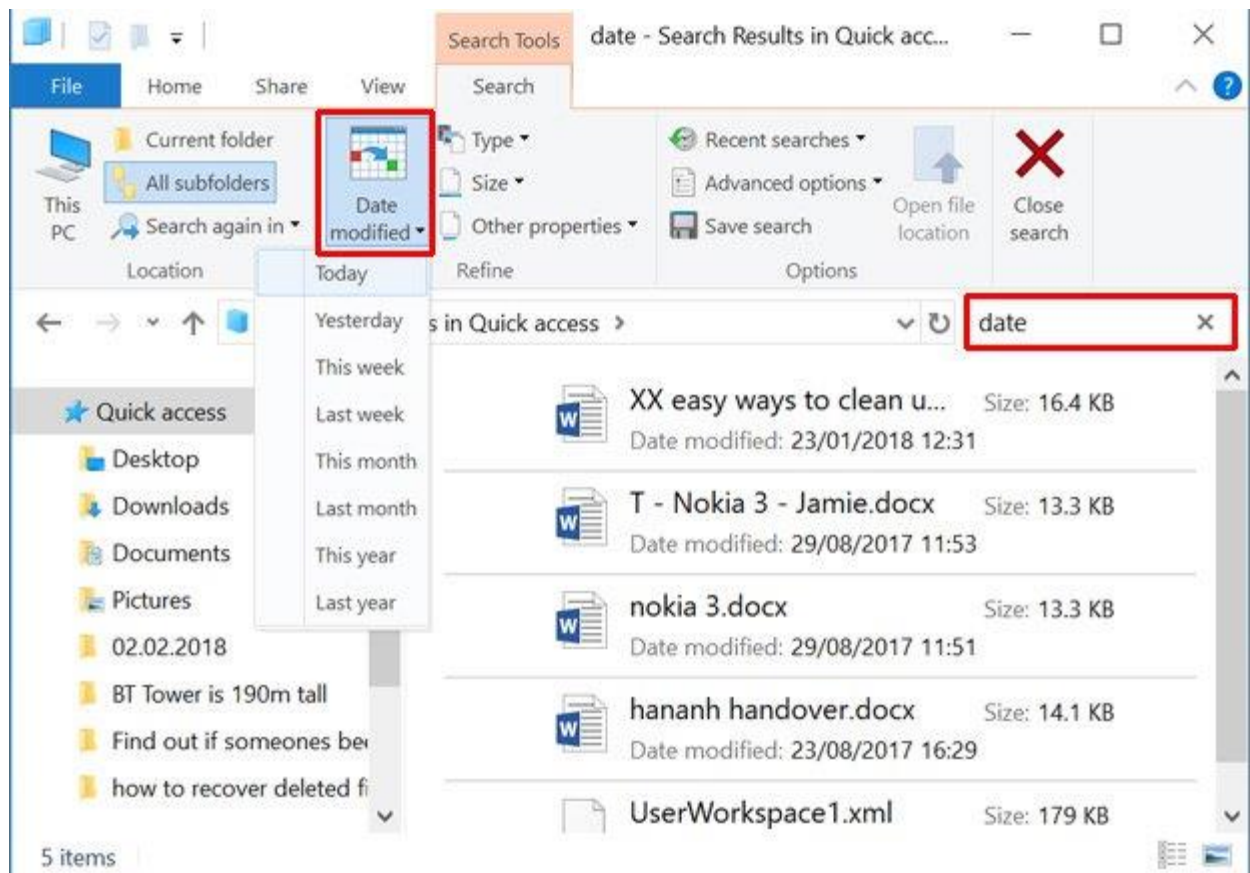 Search Tools
date - Search Results in Quick acc...
File
Home
Share
View
Search
This
PC
Current folder
All subfolders
Search again in
Location
Date
modified
Type
Size
Other properties
Refine
Recent searches
Advanced options
Save search
Options
Open file
location
Close
search
Today
Yesterday
This week
Last week
This month
Last month
This year
Last year
s in Quick access >
date
Quick access
Desktop
Downloads
Documents
Pictures
02.02.2018
BT Tower is 190m tall
Find out if someones bee
how to recover deleted fi
XX easy ways to clean u... Size: 16.4 KB
Date modified: 23/01/2018 12:31
T - Nokia 3 - Jamie.docx Size: 13.3 KB
Date modified: 29/08/2017 11:53
nokia 3.docx Size: 13.3 KB
Date modified: 29/08/2017 11:51
hananh handover.docx Size: 14.1 KB
Date modified: 23/08/2017 16:29
UserWorkspace1.xml Size: 179 KB
5 items